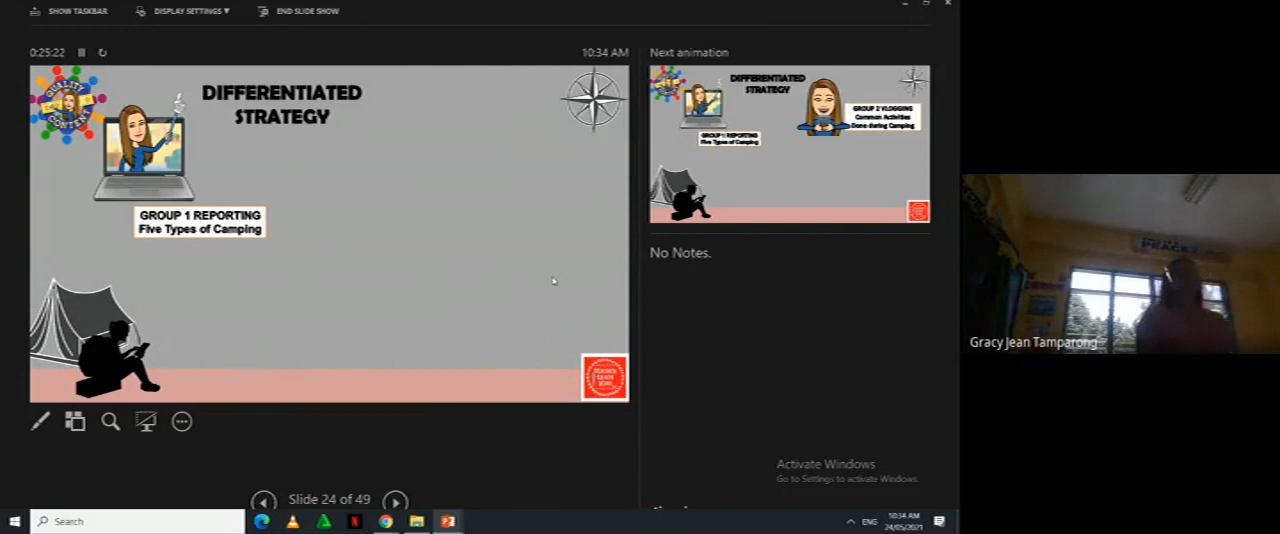 SHOW TASKBAR
DISPLAY SETTINGS ▼
END SLIDE SHOW
0:25:22
10:34 AM
QUALITY
CONTENT
DIFFERENTIATED
STRATEGY
GROUP 1 REPORTING
Five Types of Camping
Next animation
DIFFERENTIATED
STRATEGY
GROUP 1 REPORTING
Five Types of Camping
GROUP 2 VLOGGING
Common Activities
Done during Camping
No Notes.
Activate Windows
Go to Settings to activate Windows.
Slide 24 of 49
Search
ENG
10:34 AM
24/05/2021
PEACE
Gracy Jean Tamparong